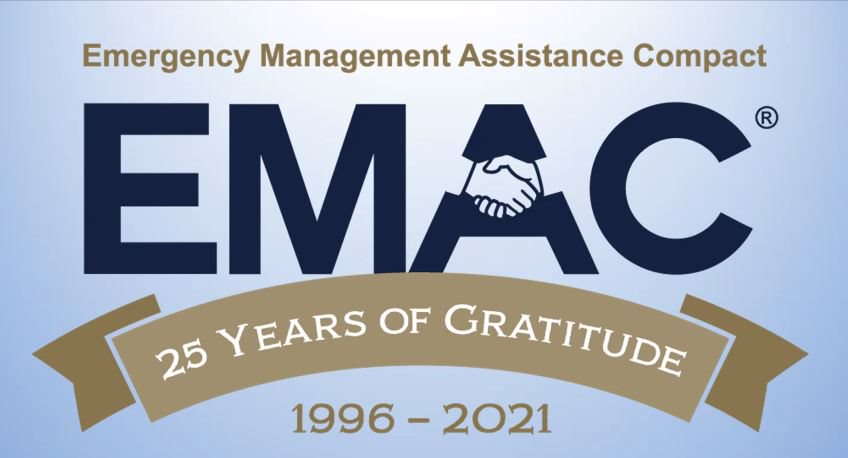 Emergency Management Assistance Compact
EMAC®
25 Years of Gratitude
1996 – 2021